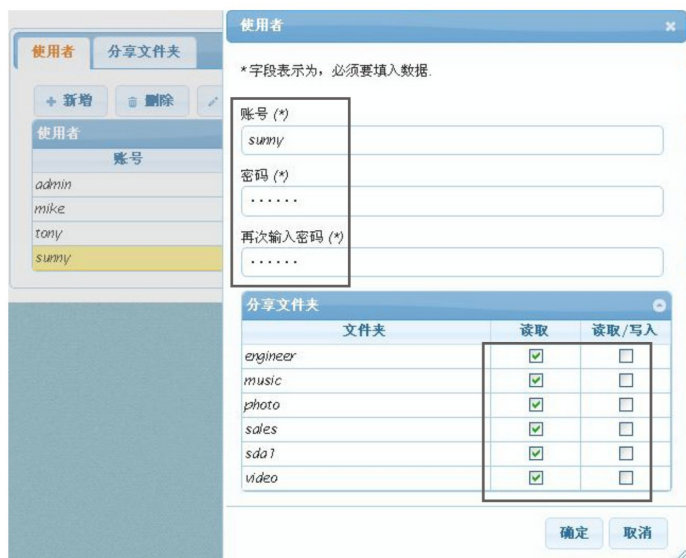 使用者 分享文件夹
+ 新增 删除
使用者
账号
admin
mike
tony
sunny
使用者
*字段表示为，必须要填入数据.
账号 (*)
sunny
密码 (*)
······
再次输入密码 (*)
······
分享文件夹
文件夹 读取 读取/写入
engineer
music
photo
sales
sda1
video
确定 取消